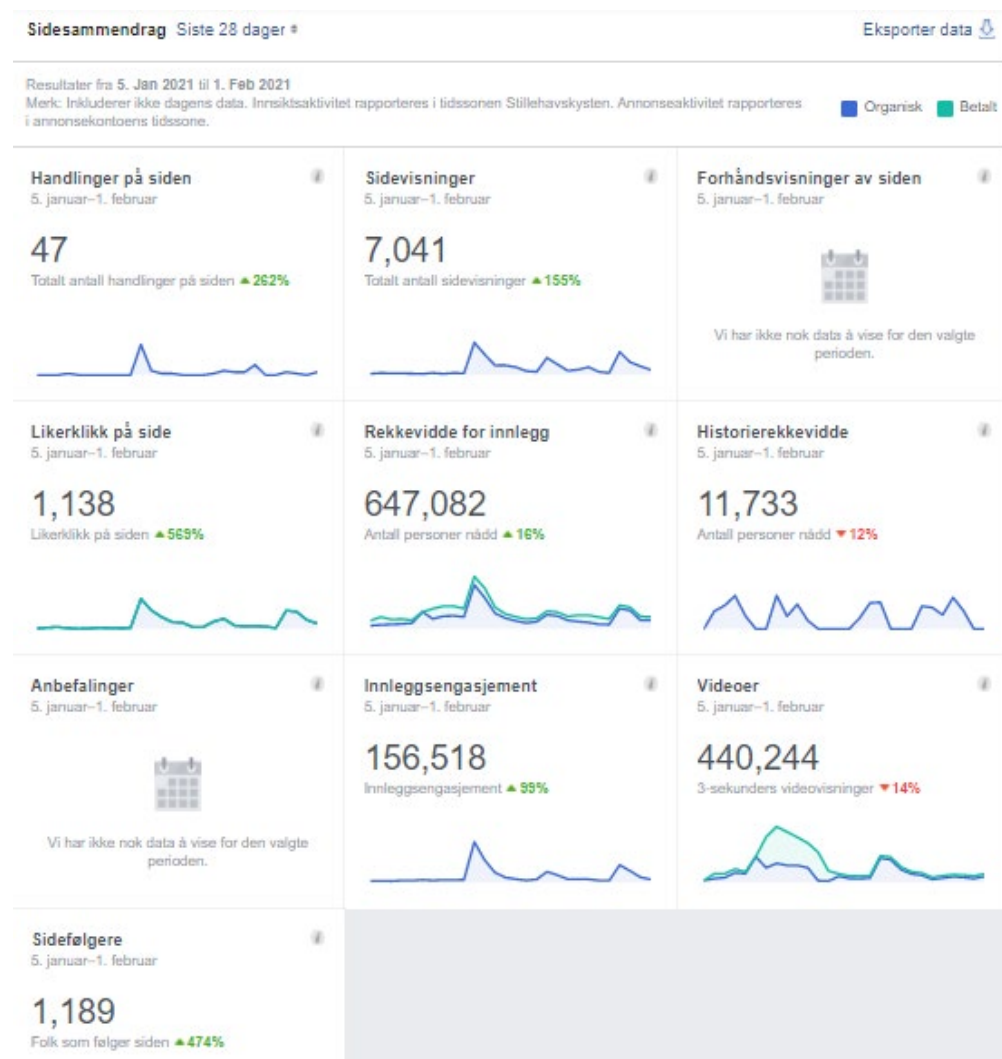 Sidesammendrag Siste 28 dager
Eksporter data
Resultater fra 5. Jan 2021 til 1. Feb 2021
Merk: Inkluderer ikke dagens data. Innsiktsaktivitet rapporteres i tidssonen Stillehavskysten. Annonseaktivitet rapporteres
i annonsekontoens tidssone.
Organisk Betalt
Handlinger på siden
5. januar–1. februar
47
Totalt antall handlinger på siden ▲262%
Sidevisninger
5. januar–1. februar
7,041
Totalt antall sidevisninger ▲155%
Forhåndsvisninger av siden
5. januar–1. februar
Vi har ikke nok data å vise for den valgte
perioden.
Likerklikk på side
5. januar–1. februar
1,138
Likerklikk på siden ▲569%
Rekkevidde for innlegg
5. januar–1. februar
647,082
Antall personer nådd ▲16%
Historierekkevidde
5. januar–1. februar
11,733
Antall personer nådd ▼12%
Anbefalinger
5. januar–1. februar
Vi har ikke nok data å vise for den valgte
perioden.
Innleggsengasjement
5. januar–1. februar
156,518
Innleggsengasjement ▲99%
Videoer
5. januar–1. februar
440,244
3-sekunders videovisninger ▼14%
Sidefølgere
5. januar–1. februar
1,189
Folk som følger siden ▲474%